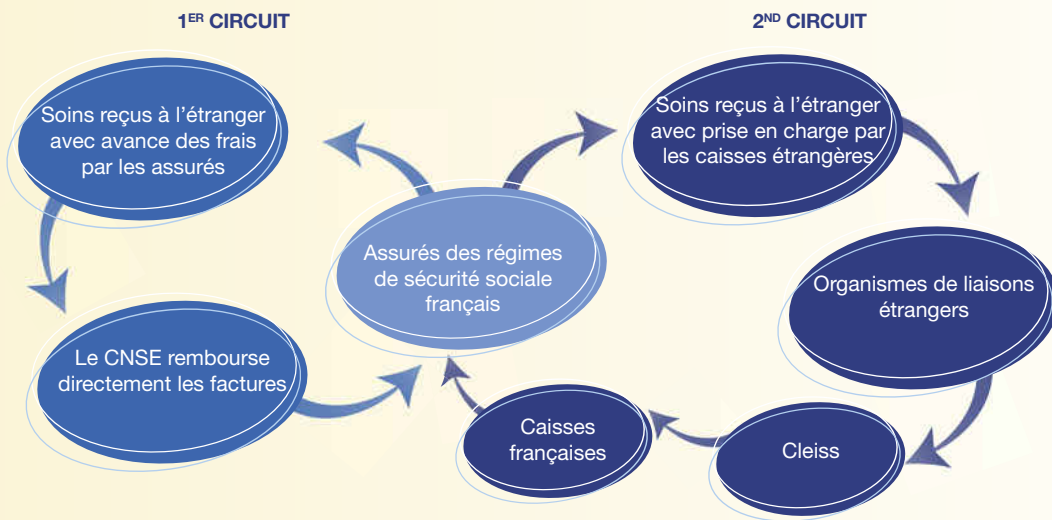 1ER CIRCUIT
Soins reçus à l'étranger
avec avance des frais
par les assurés
Le CNSE rembourse
directement les factures
Assurés des régimes
de sécurité sociale
français
2ND CIRCUIT
Soins reçus à l'étranger
avec prise en charge par
les caisses étrangères
Organismes de liaisons
étrangers
Cleiss
Caisses
françaises